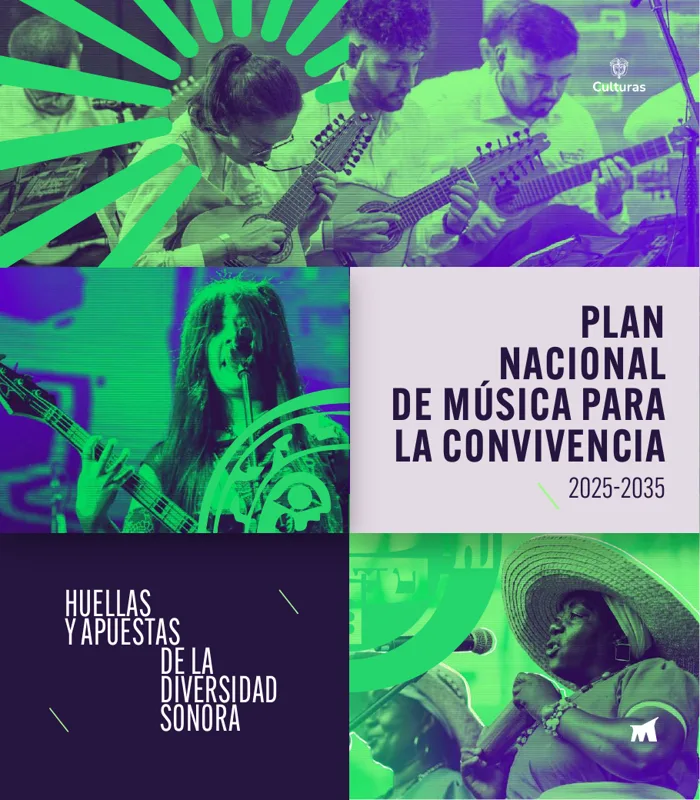 Culturas
PLAN
NACIONAL
DE MÚSICA PARA
LA CONVIVENCIA
2025-2035
HUELLAS
Y APUESTAS
DE LA
DIVERSIDAD
SONORA